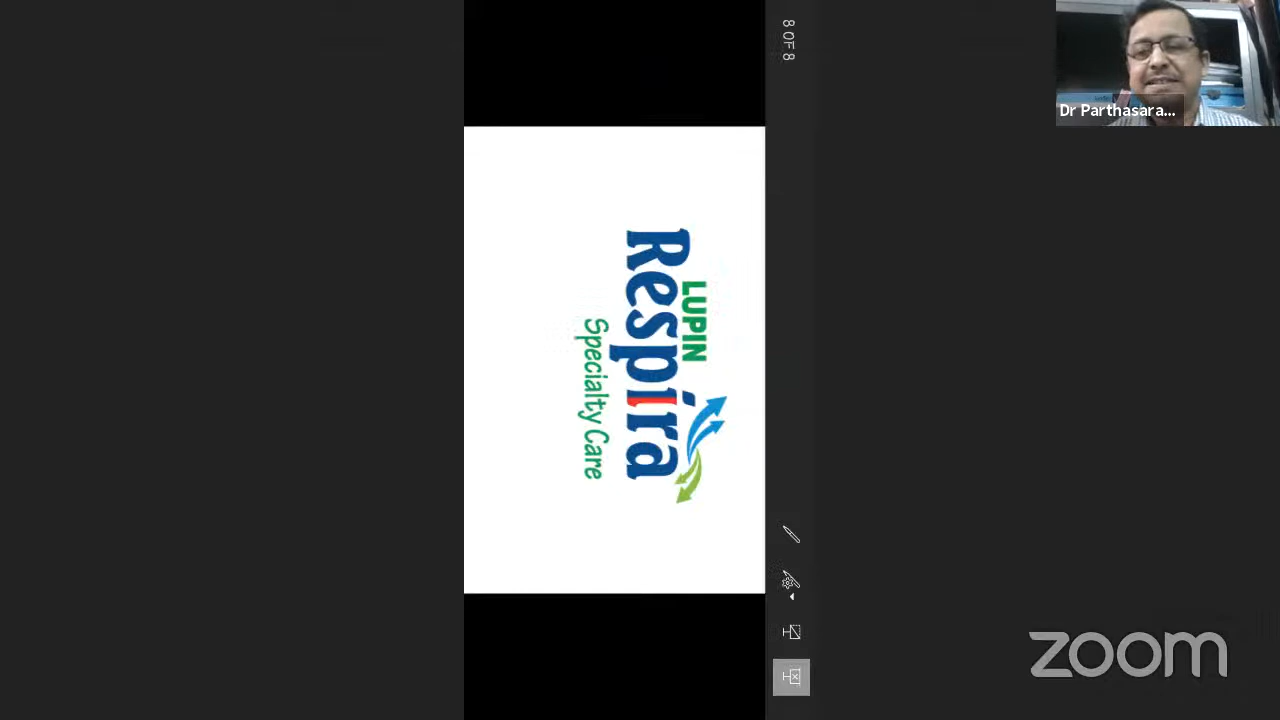 8 OF 8
Dr Parthasara...
LUPIN
Respira
Specialty Care
zoom